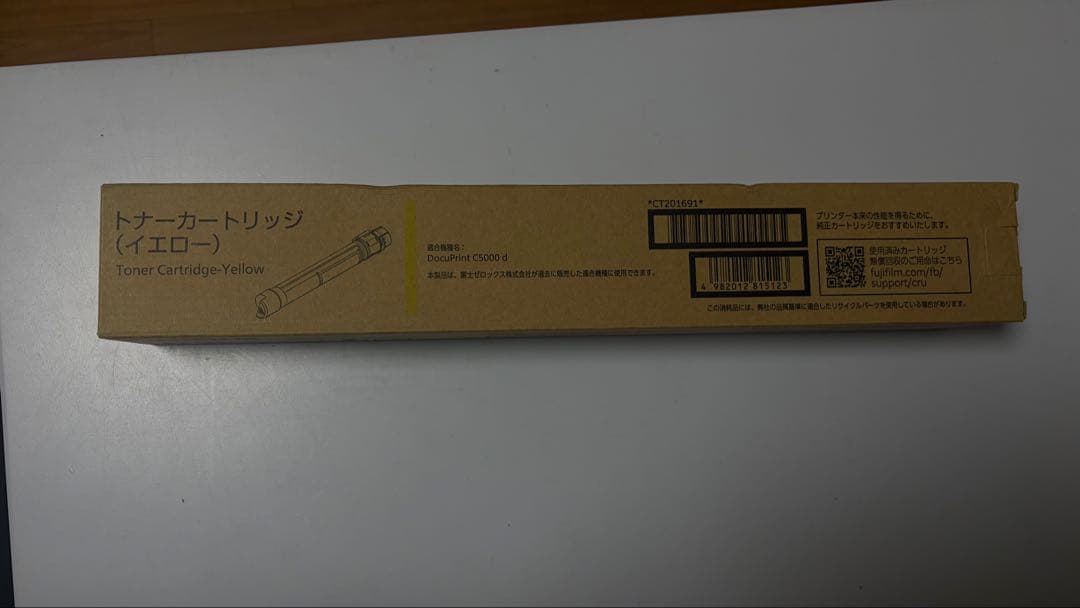 トナーカートリッジ
(イエロー)
Toner Cartridge-Yellow
適合機種名:
DocuPrint C5000 d
本製品は、富士ゼロックス株式会社が過去に販売した適合機種に使用できます。
*CT201691*
4 982012 815123
プリンター本来の性能を得るために、
純正カートリッジをおすすめいたします。
使用済みカートリッジ
無償回収のご用命はこちら
fujifilm.com/fb/
support/cru
この消耗品には、弊社の品質基準に適合したリサイクルパーツを使用している場合があります。